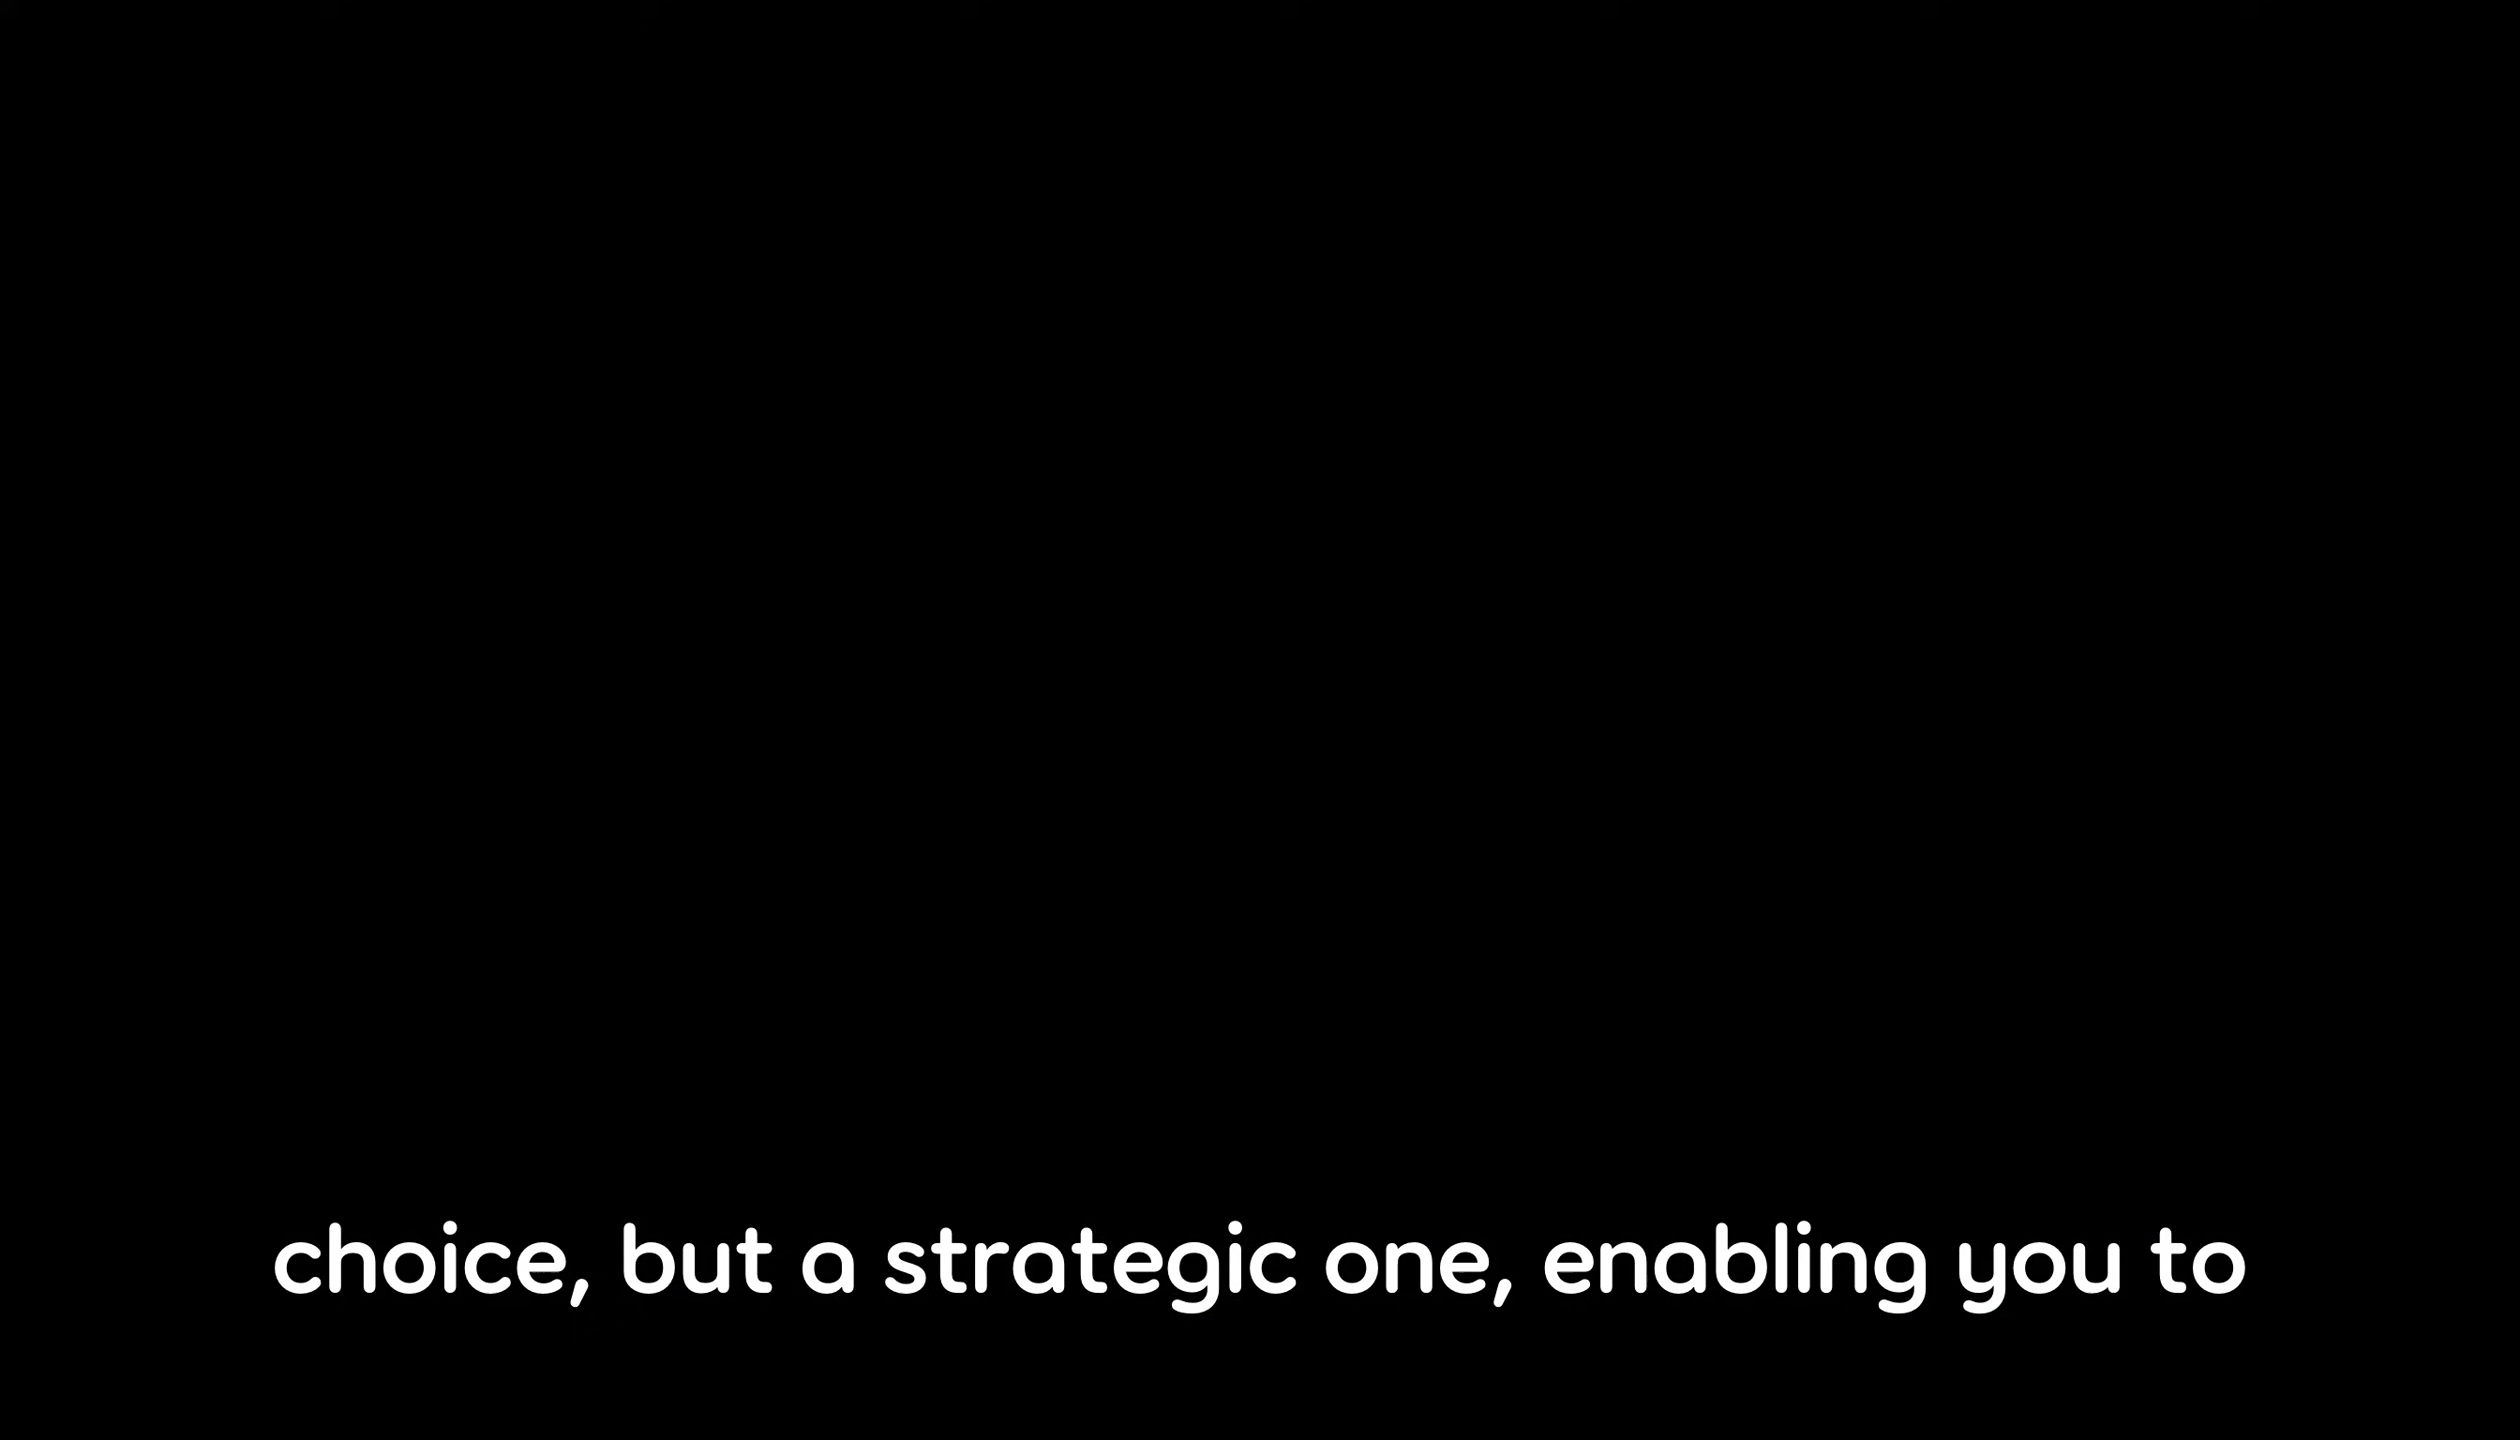 choice, but a strategic one, enabling you to